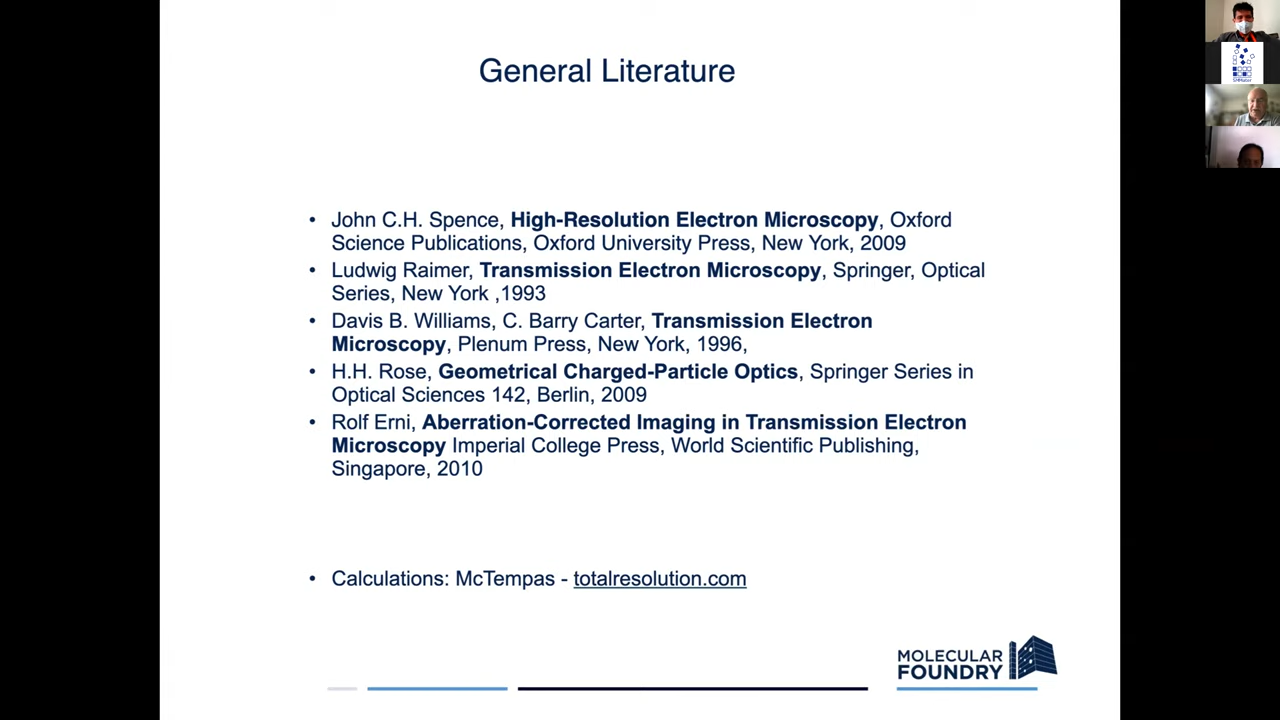 General Literature
• John C.H. Spence, High-Resolution Electron Microscopy, Oxford
Science Publications, Oxford University Press, New York, 2009
• Ludwig Raimer, Transmission Electron Microscopy, Springer, Optical
Series, New York ,1993
• Davis B. Williams, C. Barry Carter, Transmission Electron
Microscopy, Plenum Press, New York, 1996,
• H.H. Rose, Geometrical Charged-Particle Optics, Springer Series in
Optical Sciences 142, Berlin, 2009
• Rolf Erni, Aberration-Corrected Imaging in Transmission Electron
Microscopy Imperial College Press, World Scientific Publishing,
Singapore, 2010
• Calculations: McTempas - totalresolution.com
MOLECULAR
FOUNDRY